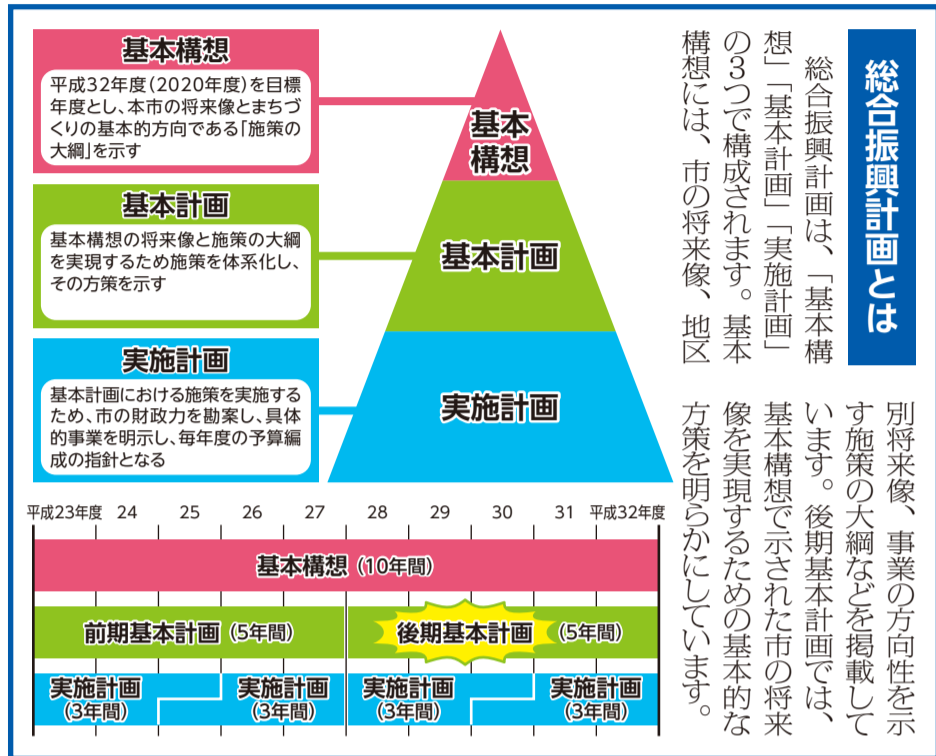 総合振興計画とは
総合振興計画は、「基本構
想」「基本計画」「実施計画」
の3つで構成されます。基本
構想には、市の将来像、地区
別将来像、事業の方向性を示
す施策の大綱などを掲載して
います。後期基本計画では、
基本構想で示された市の将来
像を実現するための基本的な
方策を明らかにしています。
基本構想
平成32年度(2020年度)を目標
年度とし、本市の将来像とまちづ
くりの基本的方向である「施策の
大綱」を示す
基本計画
基本構想の将来像と施策の大綱
を実現するため施策を体系化し、
その方策を示す
実施計画
基本計画における施策を実施する
ため、市の財政力を勘案し、具体
的事業を明示し、毎年度の予算編
成の指針となる
基本
構想
基本計画
実施計画
平成23年度 24 25 26 27 28 29 30 31 平成32年度
基本構想(10年間)
前期基本計画(5年間) 後期基本計画(5年間)
実施計画 実施計画 実施計画 実施計画
(3年間) (3年間) (3年間) (3年間)